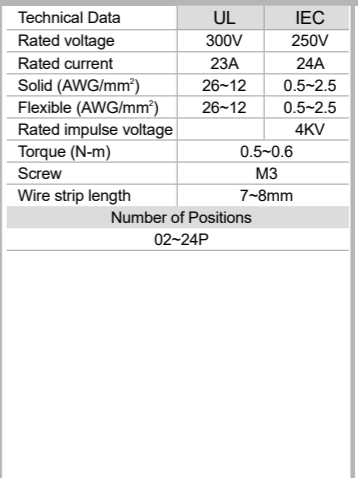 Technical Data UL IEC
Rated voltage 300V 250V
Rated current 23A 24A
Solid (AWG/mm²) 26~12 0.5~2.5
Flexible (AWG/mm²) 26~12 0.5~2.5
Rated impulse voltage 4KV
Torque (N-m) 0.5~0.6
Screw M3
Wire strip length 7~8mm
Number of Positions
02~24P